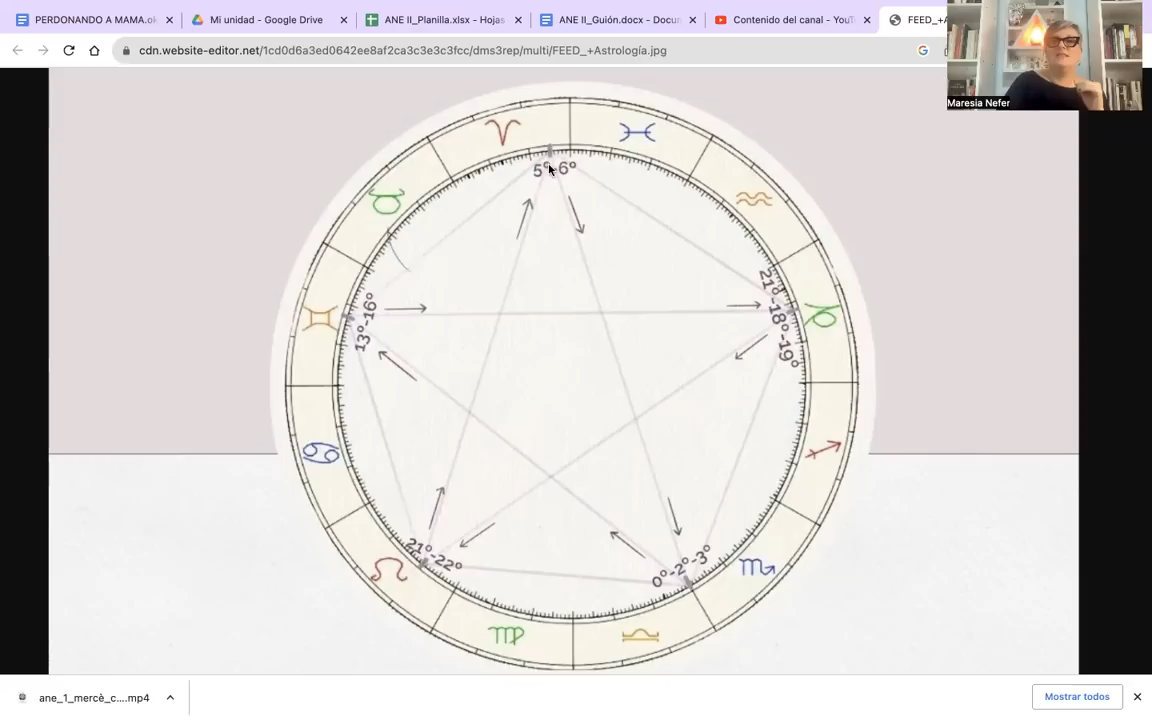 PERDONANDO A MAMA.ok
Mi unidad - Google Drive
ANE II_Planilla.xlsx - Hojas
ANE II_Guión.docx - Docun
Contenido del canal - YouT
FEED_+A
cdn.website-editor.net/1cd0d6a3ed0642ee8af2ca3c3e3c3fcc/dms3rep/multi/FEED_+Astrología.jpg
Maresia Nefer
5°-6°
21°-18°-19°
13°-16°
21°-22°
0°-2°-3°
ane_1_mercè_c....mp4
Mostrar todos